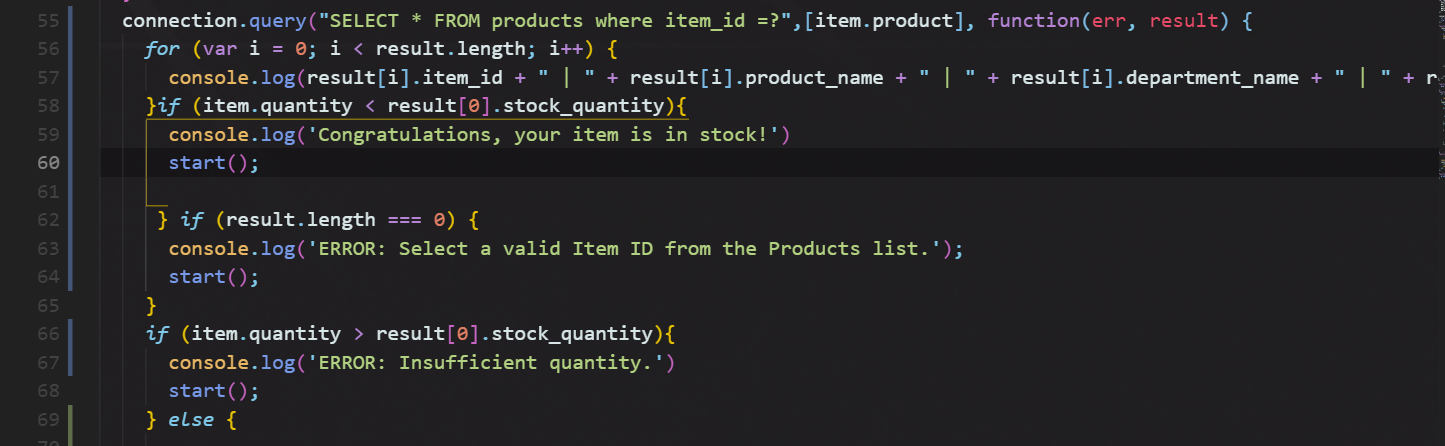 55 connection.query("SELECT * FROM products where item_id =?",[item.product], function(err, result) {
56 for (var i = 0; i < result.length; i++) {
57 console.log(result[i].item_id + " | " + result[i].product_name + " | " + result[i].department_name + " | " + r
58 }if (item.quantity < result[0].stock_quantity){
59 console.log('Congratulations, your item is in stock!')
60 start();
61
62 } if (result.length === 0) {
63 console.log('ERROR: Select a valid Item ID from the Products list.');
64 start();
65 }
66 if (item.quantity > result[0].stock_quantity){
67 console.log('ERROR: Insufficient quantity.')
68 start();
69 } else {